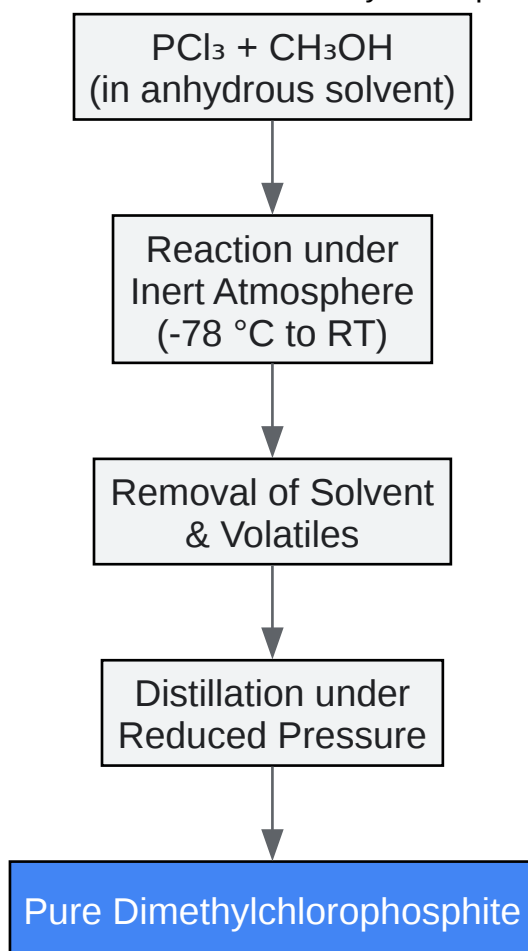 PCl₃ + CH₃OH
(in anhydrous solvent)
Reaction under
Inert Atmosphere
(-78 °C to RT)
Removal of Solvent
& Volatiles
Distillation under
Reduced Pressure
Pure Dimethylchlorophosphite